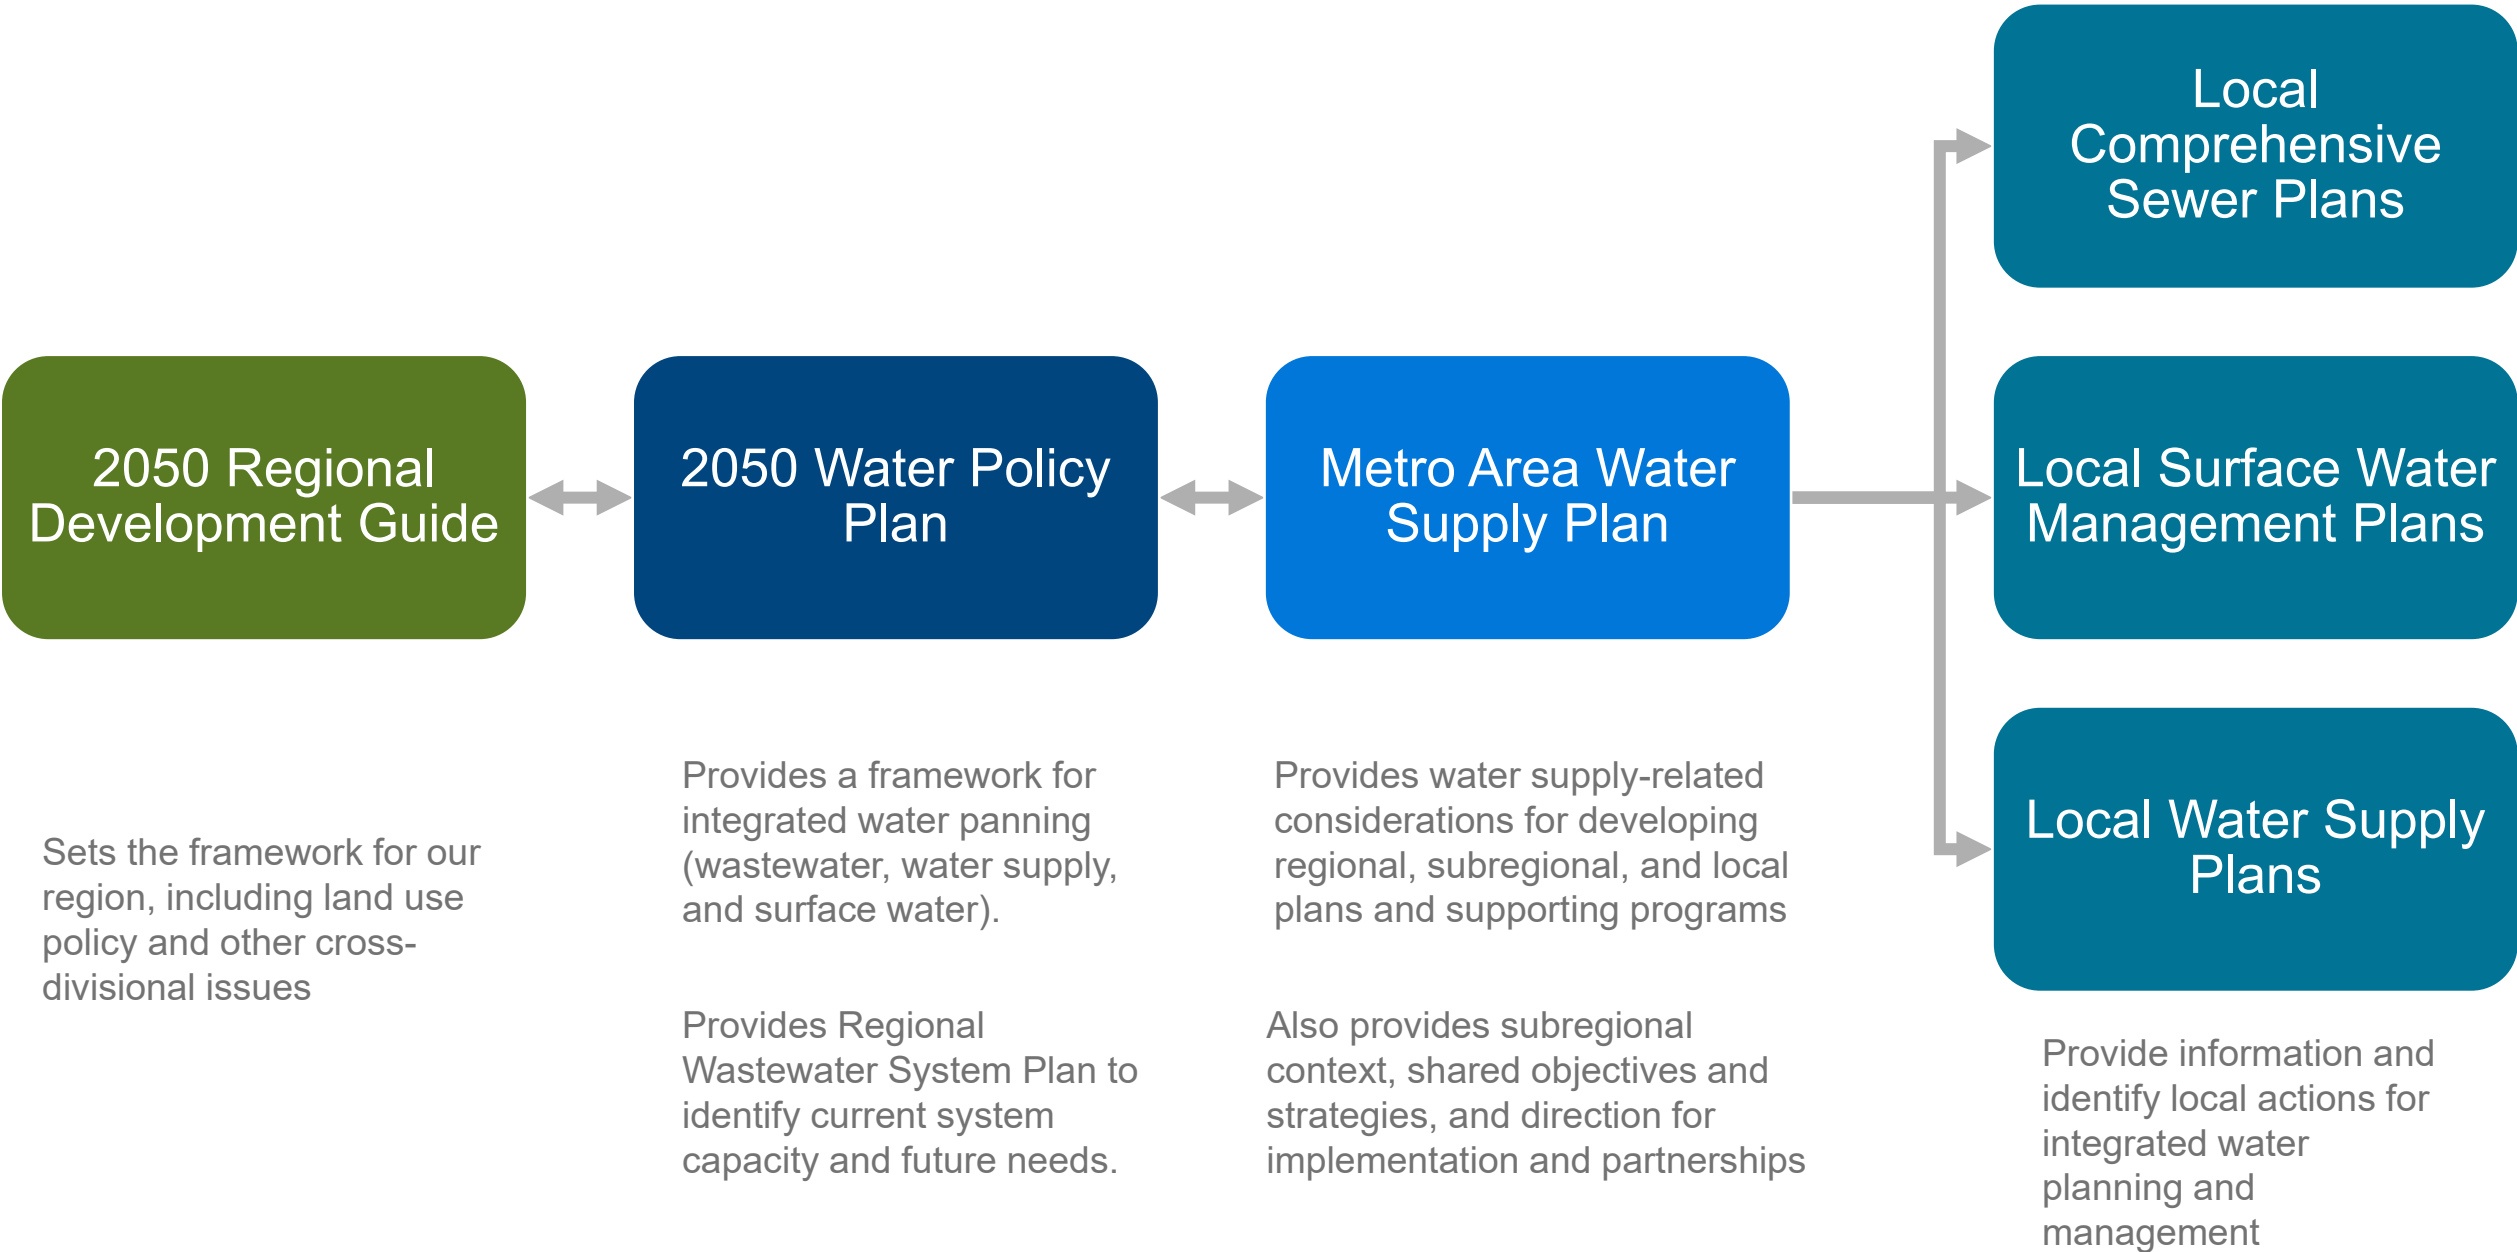 Local
Comprehensive
Sewer Plans
2050 Regional
Development Guide
2050 Water Policy
Plan
Metro Area Water
Supply Plan
Local Surface Water
Management Plans
Local Water Supply
Plans
Sets the framework for our
region, including land use
policy and other cross-
divisional issues
Provides a framework for
integrated water panning
(wastewater, water supply,
and surface water).
Provides Regional
Wastewater System Plan to
identify current system
capacity and future needs.
Provides water supply-related
considerations for developing
regional, subregional, and local
plans and supporting programs
Also provides subregional
context, shared objectives and
strategies, and direction for
implementation and partnerships
Provide information and
identify local actions for
integrated water
planning and
management